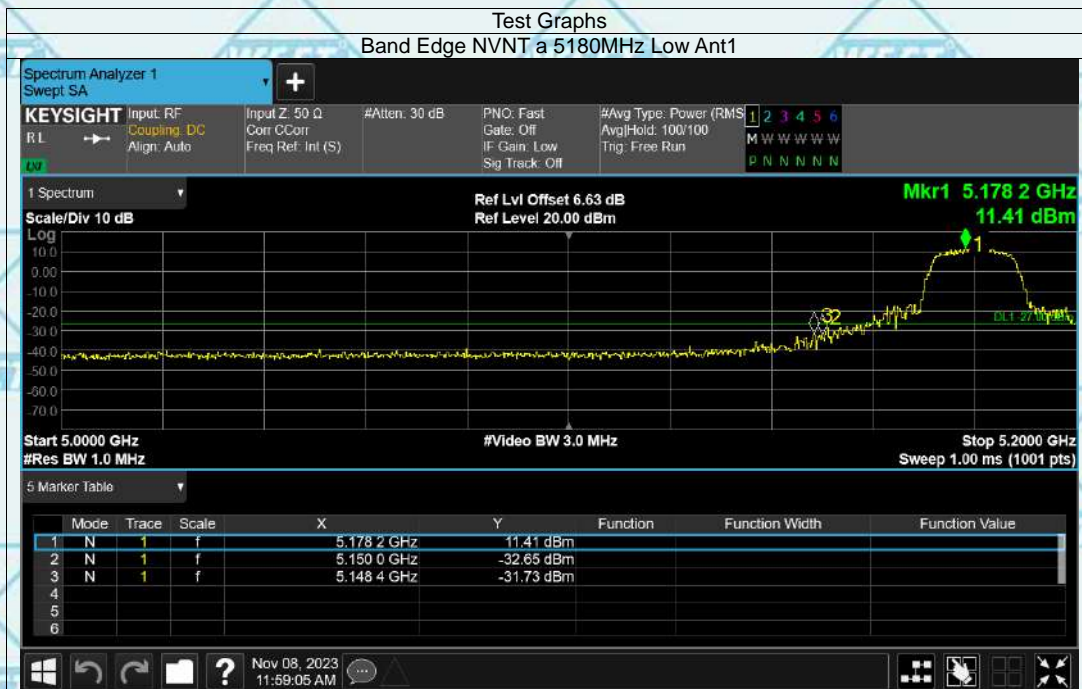 Test Graphs
Band Edge NVNT a 5180MHz Low Ant1
Spectrum Analyzer 1
Swept SA
+
KEYSIGHT
RL
LXI
Input: RF
Coupling: DC
Align: Auto
Input Z: 50 Ω
Corr CCorr
Freq Ref: Int (S)
#Atten: 30 dB
PNO: Fast
Gate: Off
IF Gain: Low
Sig Track: Off
#Avg Type: Power (RMS
Avg|Hold: 100/100
Trig: Free Run
1 2 3 4 5 6
M W W W W W
P N N N N N
1 Spectrum
Scale/Div 10 dB
Ref Lvl Offset 6.63 dB
Ref Level 20.00 dBm
Mkr1 5.178 2 GHz
11.41 dBm
Log
10.0
0.00
-10.0
-20.0
-30.0
-40.0
-50.0
-60.0
-70.0
1
3 2
DL1 -27.00 dBm
Start 5.0000 GHz
#Video BW 3.0 MHz
Stop 5.2000 GHz
#Res BW 1.0 MHz
Sweep 1.00 ms (1001 pts)
5 Marker Table
Mode Trace Scale X Y Function Function Width Function Value
1 N 1 f 5.178 2 GHz 11.41 dBm
2 N 1 f 5.150 0 GHz -32.65 dBm
3 N 1 f 5.148 4 GHz -31.73 dBm
4
5
6
?
Nov 08, 2023
11:59:05 AM